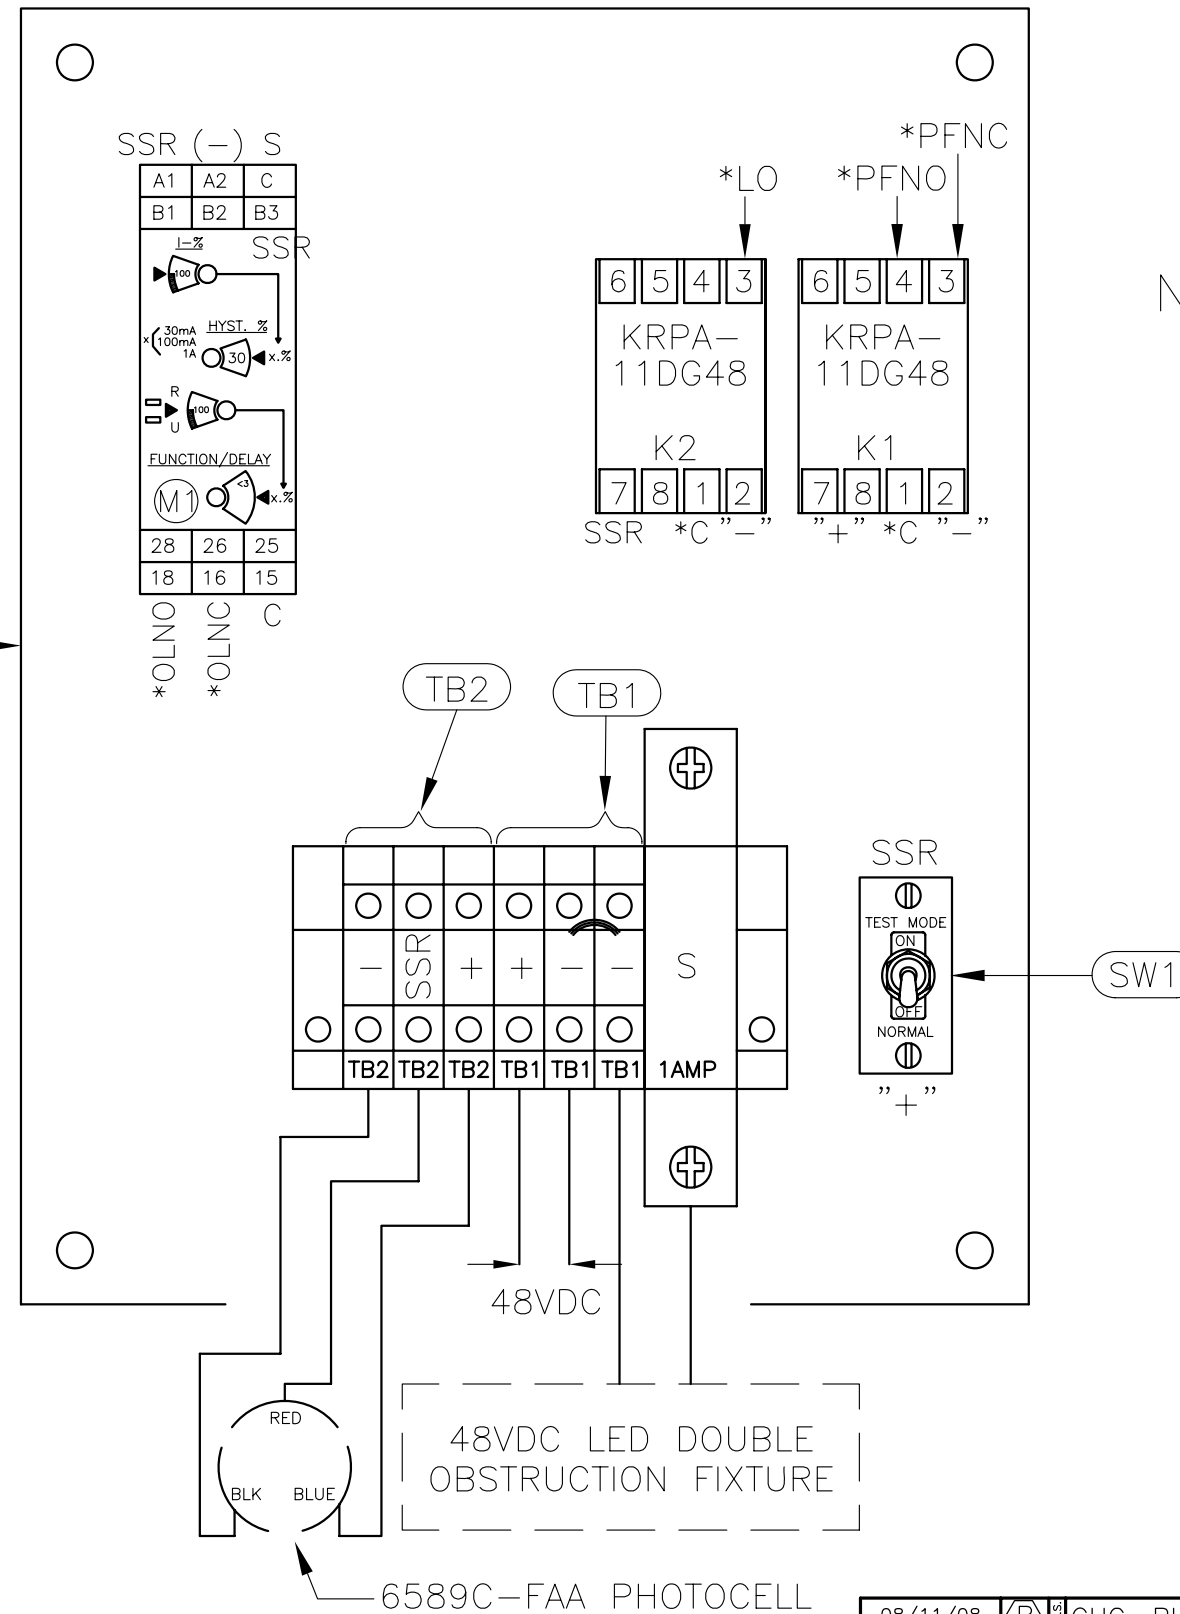 SSR (-) S
A1 A2 C
B1 B2 B3
SSR
I-%
100
30mA
100mA
1A
x
HYST. %
30
x.%
R
U
100
FUNCTION/DELAY
<3
M1
x.%
28 26 25
18 16 15
*OLNO
*OLNC
C
*LO
*PFNO
*PFNC
6 5 4 3
KRPA-
11DG48
K2
7 8 1 2
SSR *C "-"
6 5 4 3
KRPA-
11DG48
K1
7 8 1 2
"+" *C "-"
N
TB2
TB1
- SSR + + - - S
TB2 TB2 TB2 TB1 TB1 TB1 1AMP
SSR
TEST MODE
ON
OFF
NORMAL
"+"
SW1
48VDC
RED
BLK BLUE
48VDC LED DOUBLE
OBSTRUCTION FIXTURE
6589C-FAA PHOTOCELL